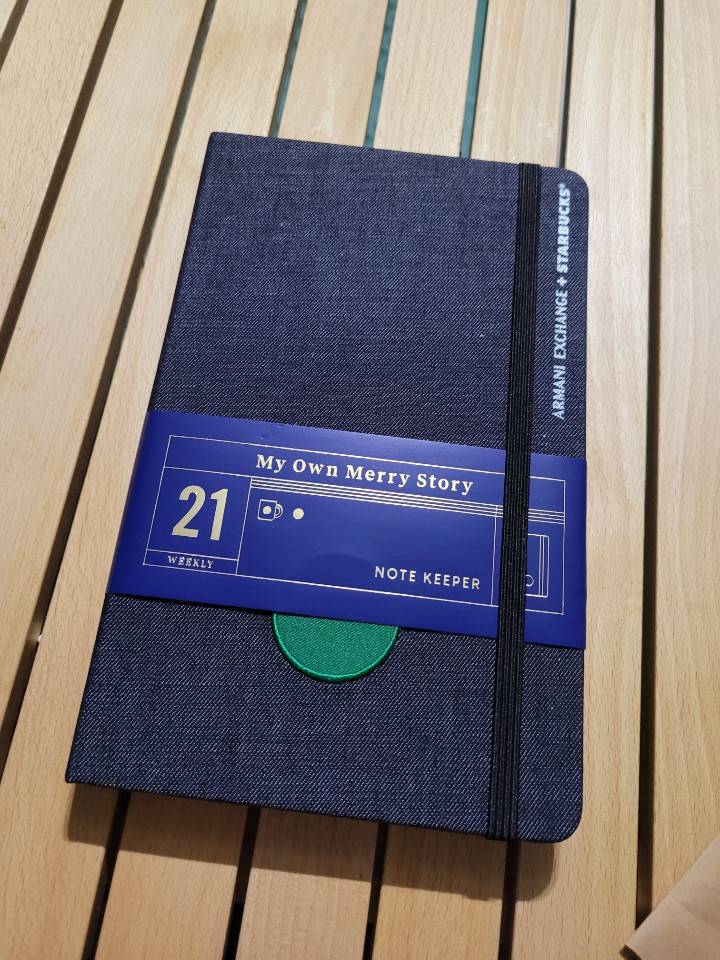 ARMANI EXCHANGE + STARBUCKS®
My Own Merry Story
21
WEEKLY
NOTE KEEPER